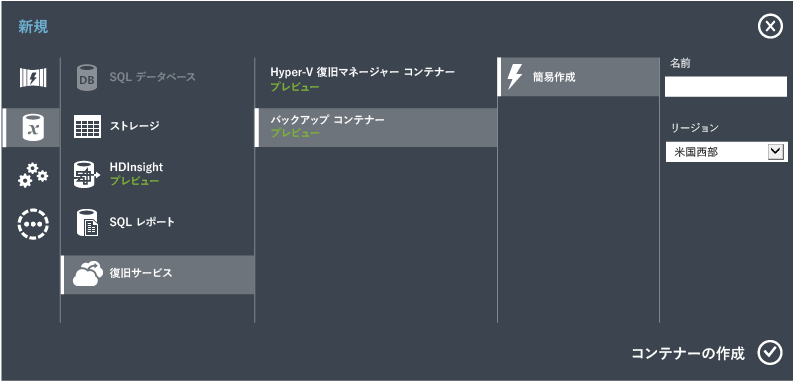 新規
DB
SQL データベース
ストレージ
HDInsight
プレビュー
SQL レポート
復旧サービス
Hyper-V 復旧マネージャー コンテナー
プレビュー
バックアップ コンテナー
プレビュー
簡易作成
名前
リージョン
米国西部
コンテナーの作成